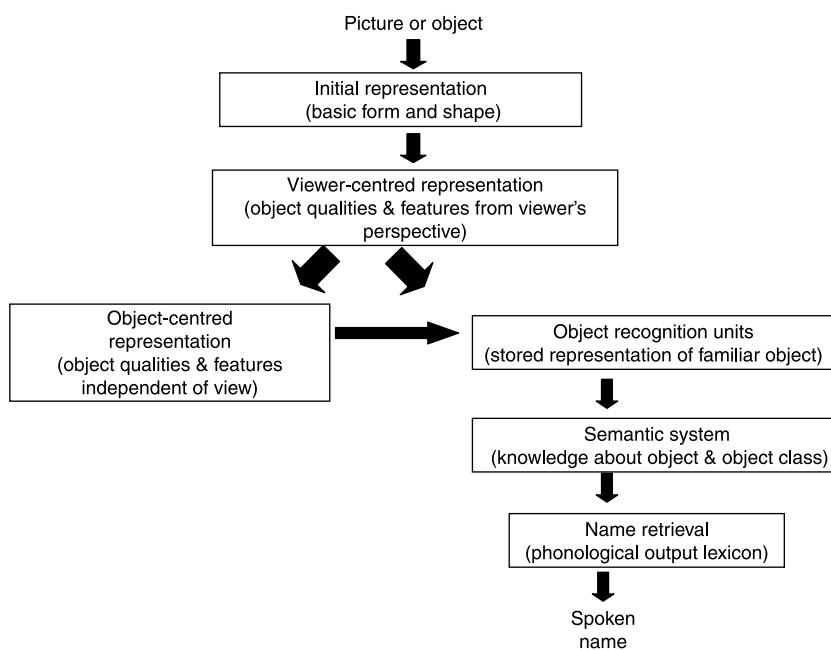 Picture or object
Initial representation
(basic form and shape)
Viewer-centred representation
(object qualities & features from viewer's
perspective)
Object-centred
representation
(object qualities & features
independent of view)
Object recognition units
(stored representation of familiar object)
Semantic system
(knowledge about object & object class)
Name retrieval
(phonological output lexicon)
Spoken
name